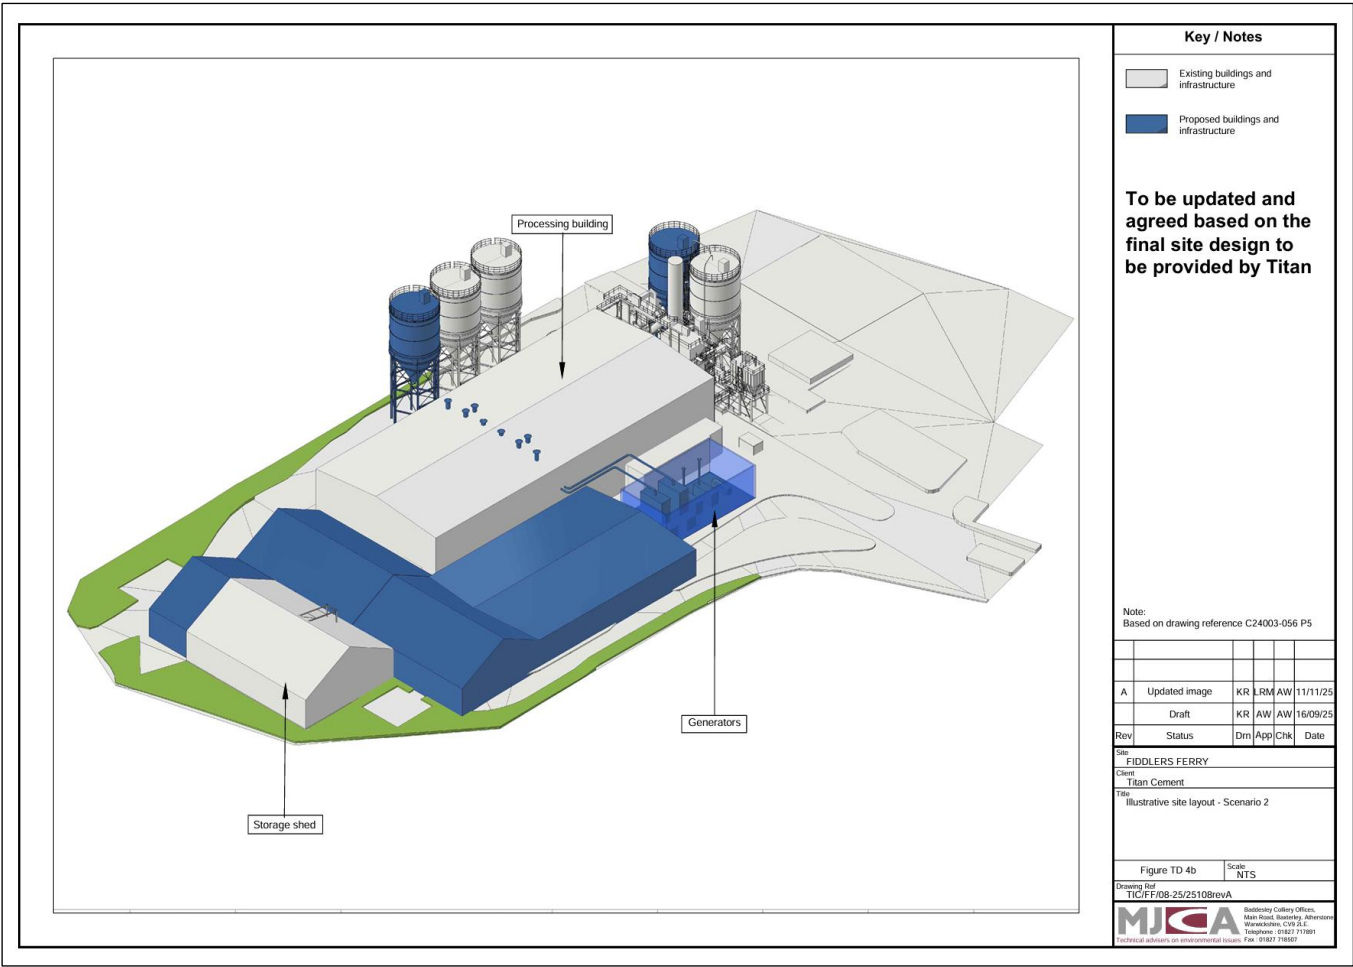 Processing building
Generators
Storage shed
Key / Notes
Existing buildings and
infrastructure
Proposed buildings and
infrastructure
To be updated and
agreed based on the
final site design to
be provided by Titan
Note:
Based on drawing reference C24003-056 P5
A Updated image KR LRM AW 11/11/25
Draft KR AW AW 16/09/25
Rev Status Drn App Chk Date
Site
FIDDLERS FERRY
Client
Titan Cement
Title
Illustrative site layout - Scenario 2
Figure TD 4b
Scale
NTS
Drawing Ref
TIC/FF/08-25/25108revA
MJCA
Technical advisers on environmental issues
Baddesley Colliery Offices,
Main Road, Baxterley, Atherstone
Warwickshire, CV9 2LE.
Telephone : 01827 717891
Fax : 01827 718507